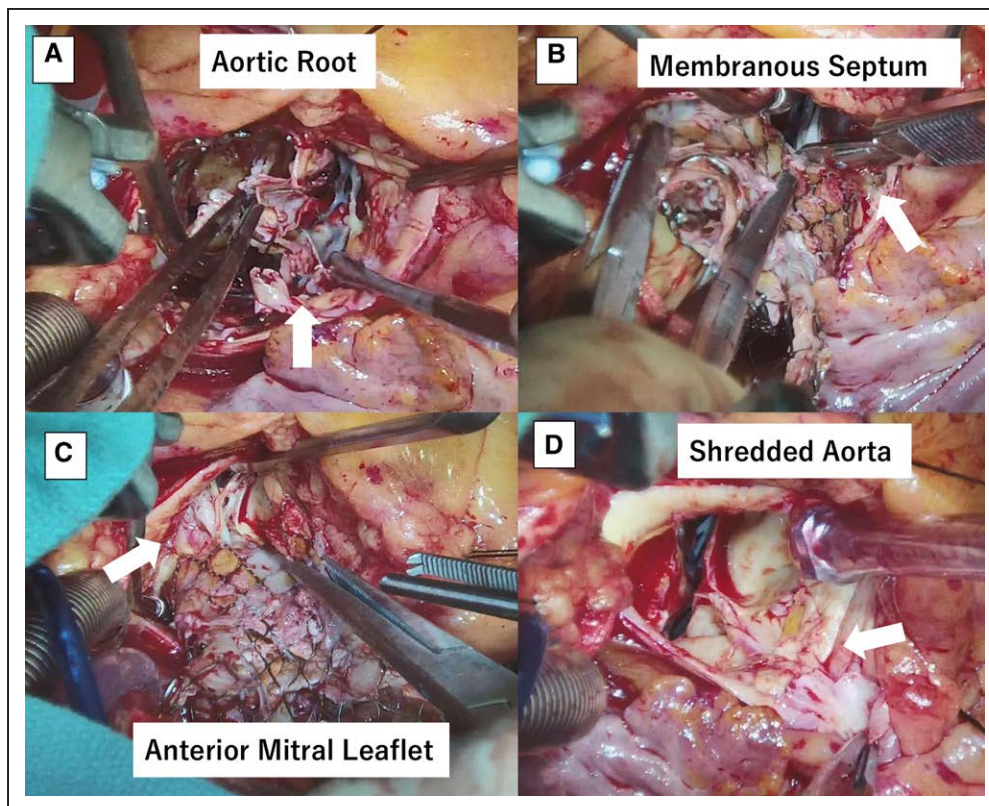 A
Aortic Root
B
Membranous Septum
C
Anterior Mitral Leaflet
D
Shredded Aorta